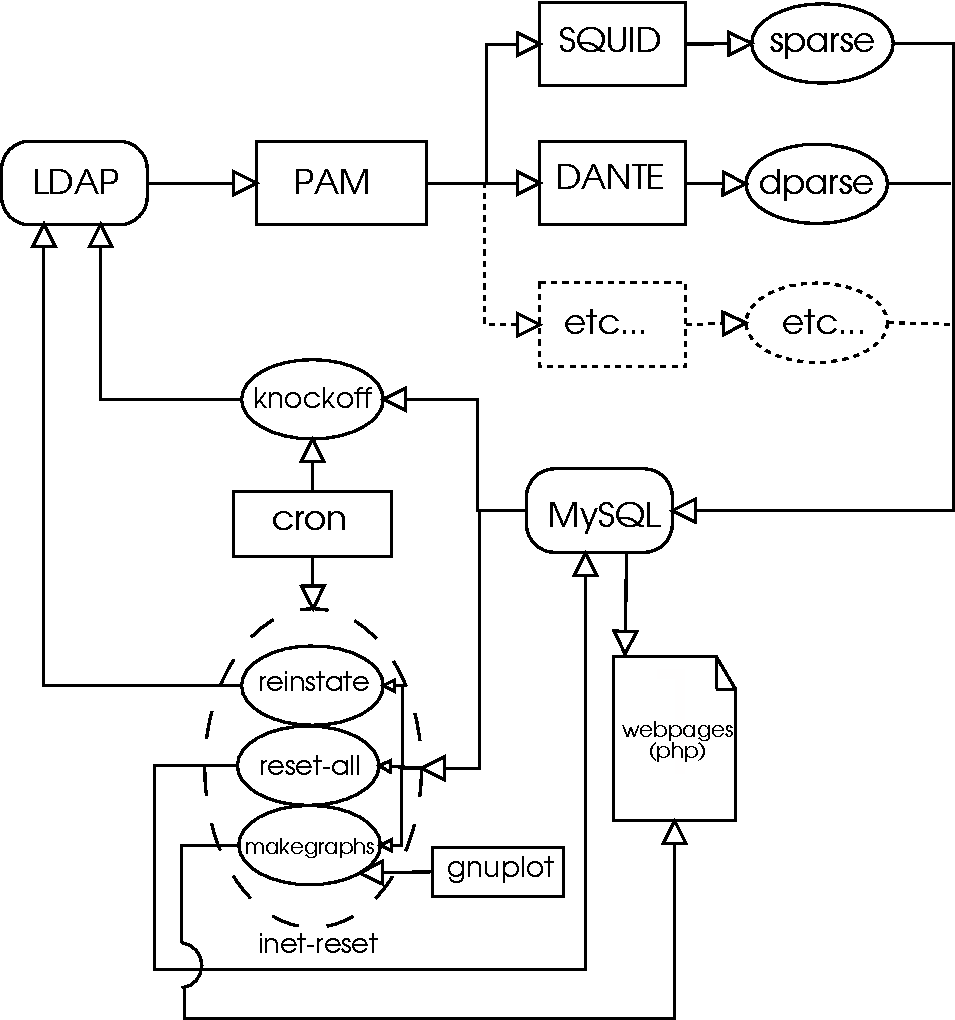 SQUID
sparse
LDAP
PAM
DANTE
dparse
etc...
etc...
knockoff
cron
MySQL
reinstate
reset-all
makegraphs
gnuplot
inet-reset
webpages
(php)